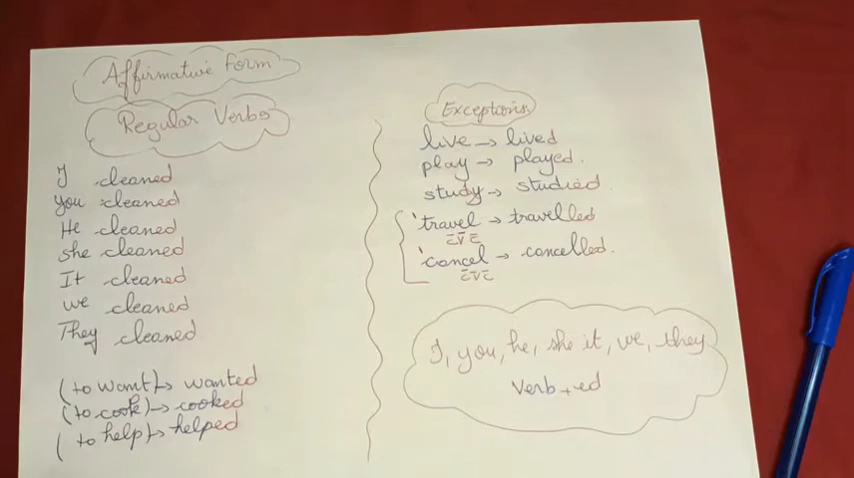 Affirmative form
Regular Verbs
I cleaned
you cleaned
He cleaned
she cleaned
It cleaned
we cleaned
They cleaned
(to want)→ wanted
(to cook)→ cooked
( to help)→ helped
Exceptions
live → lived
play → played.
study → studied.
'travel → travelled
CVC
'cancel → cancelled.
CVC
I, you, he, she it, we, they
Verb + ed